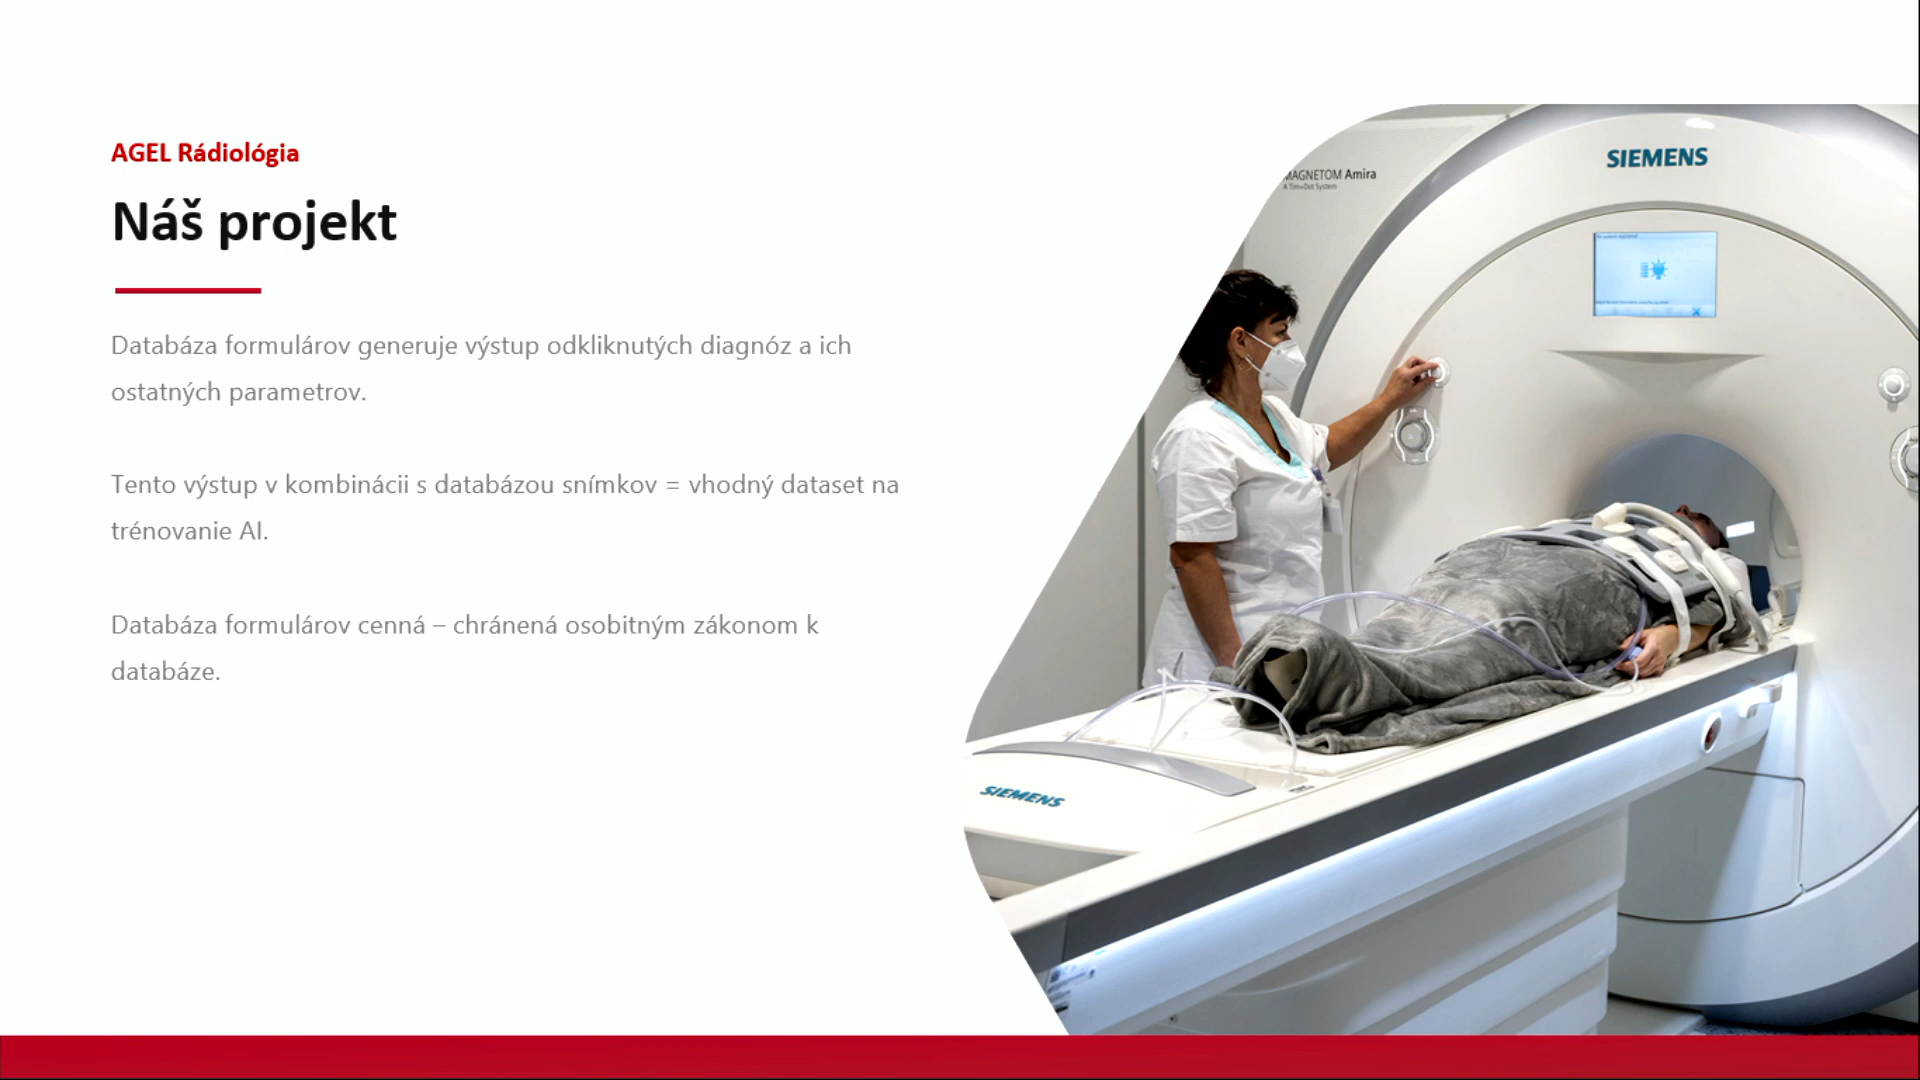 AGEL Rádiológia
Náš projekt
Databáza formulárov generuje výstup odkliknutých diagnóz a ich
ostatných parametrov.
Tento výstup v kombinácii s databázou snímkov = vhodný dataset na
trénovanie AI.
Databáza formulárov cenná – chránená osobitným zákonom k
databáze.
SIEMENS
MAGNETOM Amira
A Tim+Dot System
SIEMENS